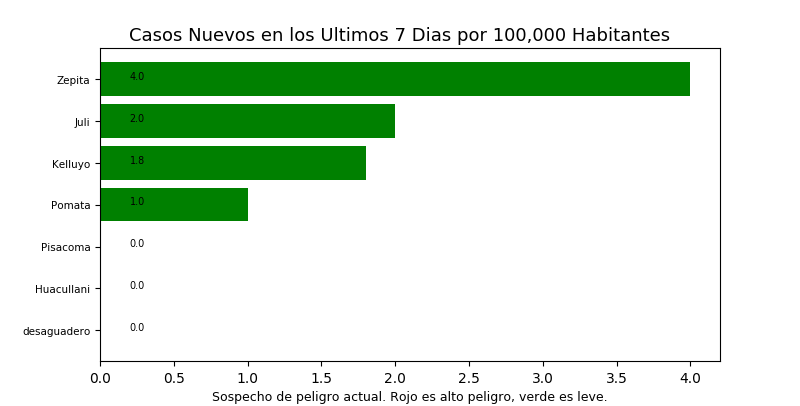 Casos Nuevos en los Ultimos 7 Dias por 100,000 Habitantes
Zepita 4.0
Juli 2.0
Kelluyo 1.8
Pomata 1.0
Pisacoma 0.0
Huacullani 0.0
desaguadero 0.0
0.0 0.5 1.0 1.5 2.0 2.5 3.0 3.5 4.0
Sospecho de peligro actual. Rojo es alto peligro, verde es leve.